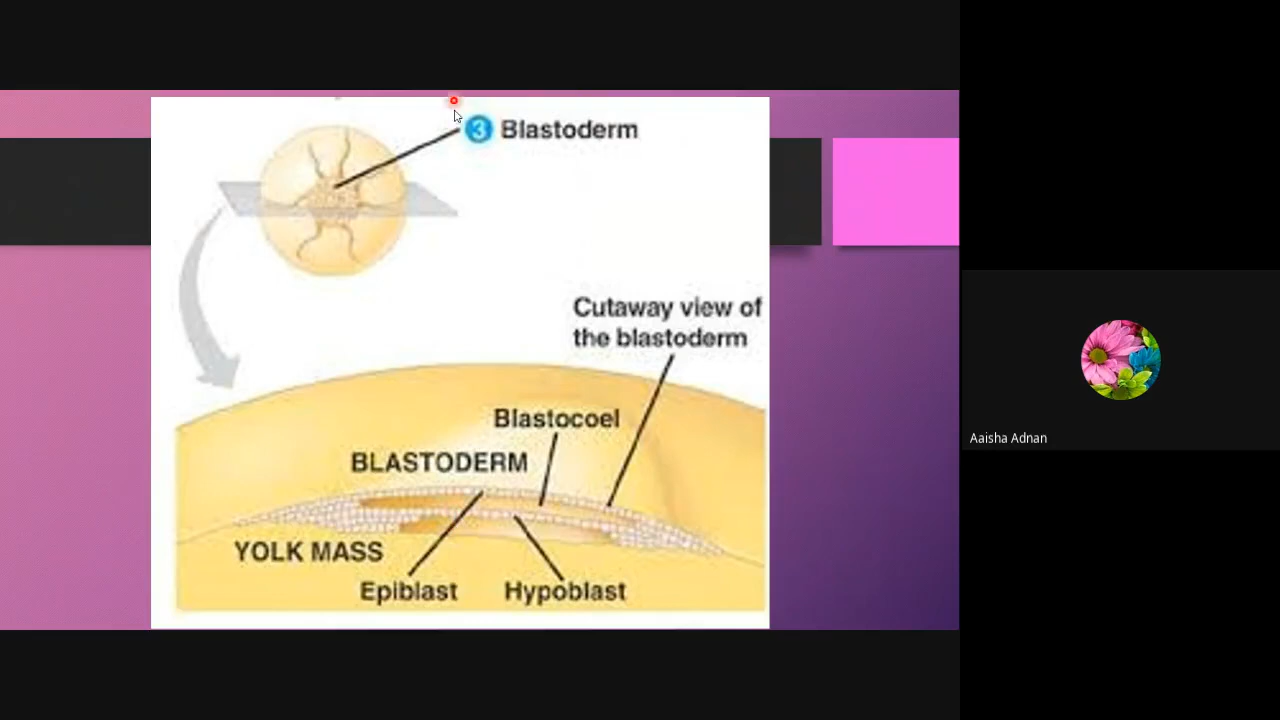 3 Blastoderm
Cutaway view of
the blastoderm
Blastocoel
BLASTODERM
YOLK MASS
Epiblast
Hypoblast
Aaisha Adnan